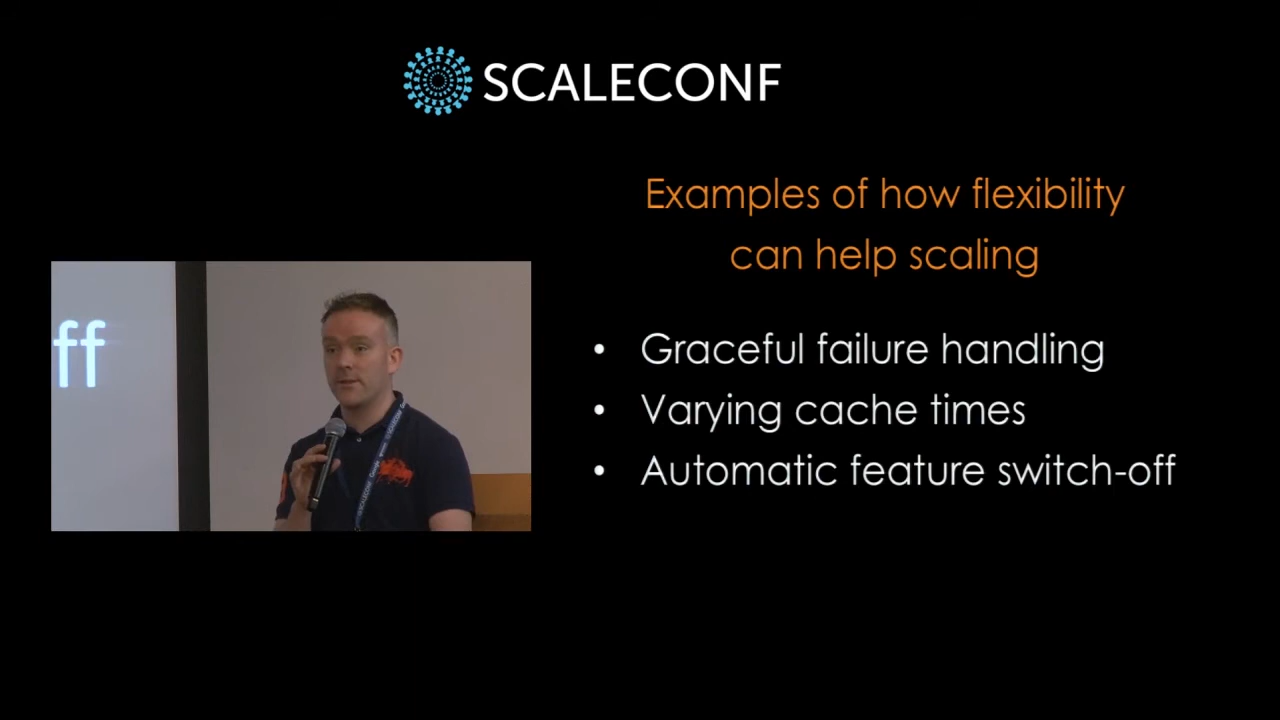 SCALECONF
Examples of how flexibility
can help scaling
ff
• Graceful failure handling
• Varying cache times
• Automatic feature switch-off